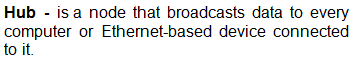 Hub - is a node that broadcasts data to every
computer or Ethernet-based device connected
to it.